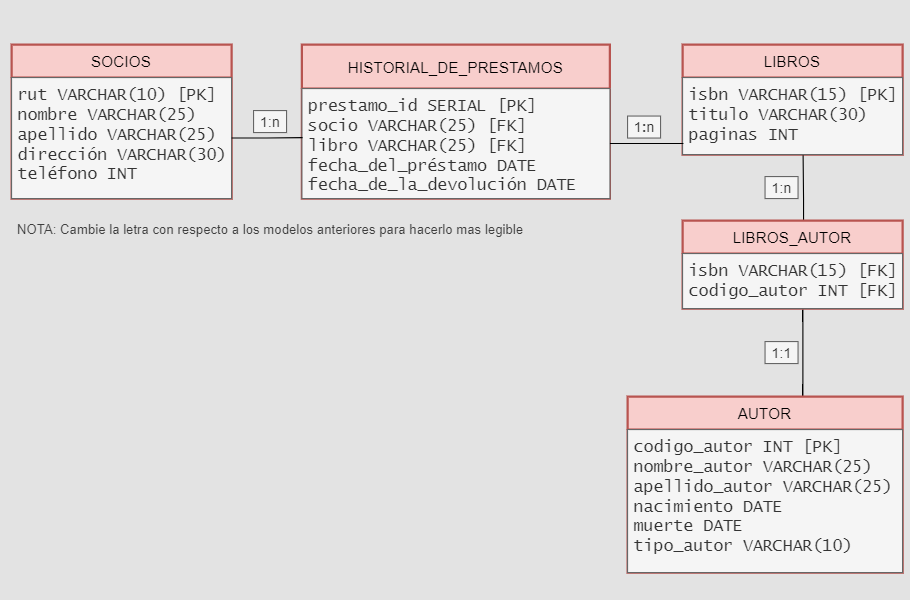 SOCIOS
rut VARCHAR(10) [PK]
nombre VARCHAR(25)
apellido VARCHAR(25)
dirección VARCHAR(30)
teléfono INT
1:n
HISTORIAL_DE_PRESTAMOS
prestamo_id SERIAL [PK]
socio VARCHAR(25) [FK]
libro VARCHAR(25) [FK]
fecha_del_préstamo DATE
fecha_de_la_devolución DATE
1:n
LIBROS
isbn VARCHAR(15) [PK]
titulo VARCHAR(30)
paginas INT
1:n
NOTA: Cambie la letra con respecto a los modelos anteriores para hacerlo mas legible
LIBROS_AUTOR
isbn VARCHAR(15) [FK]
codigo_autor INT [FK]
1:1
AUTOR
codigo_autor INT [PK]
nombre_autor VARCHAR(25)
apellido_autor VARCHAR(25)
nacimiento DATE
muerte DATE
tipo_autor VARCHAR(10)